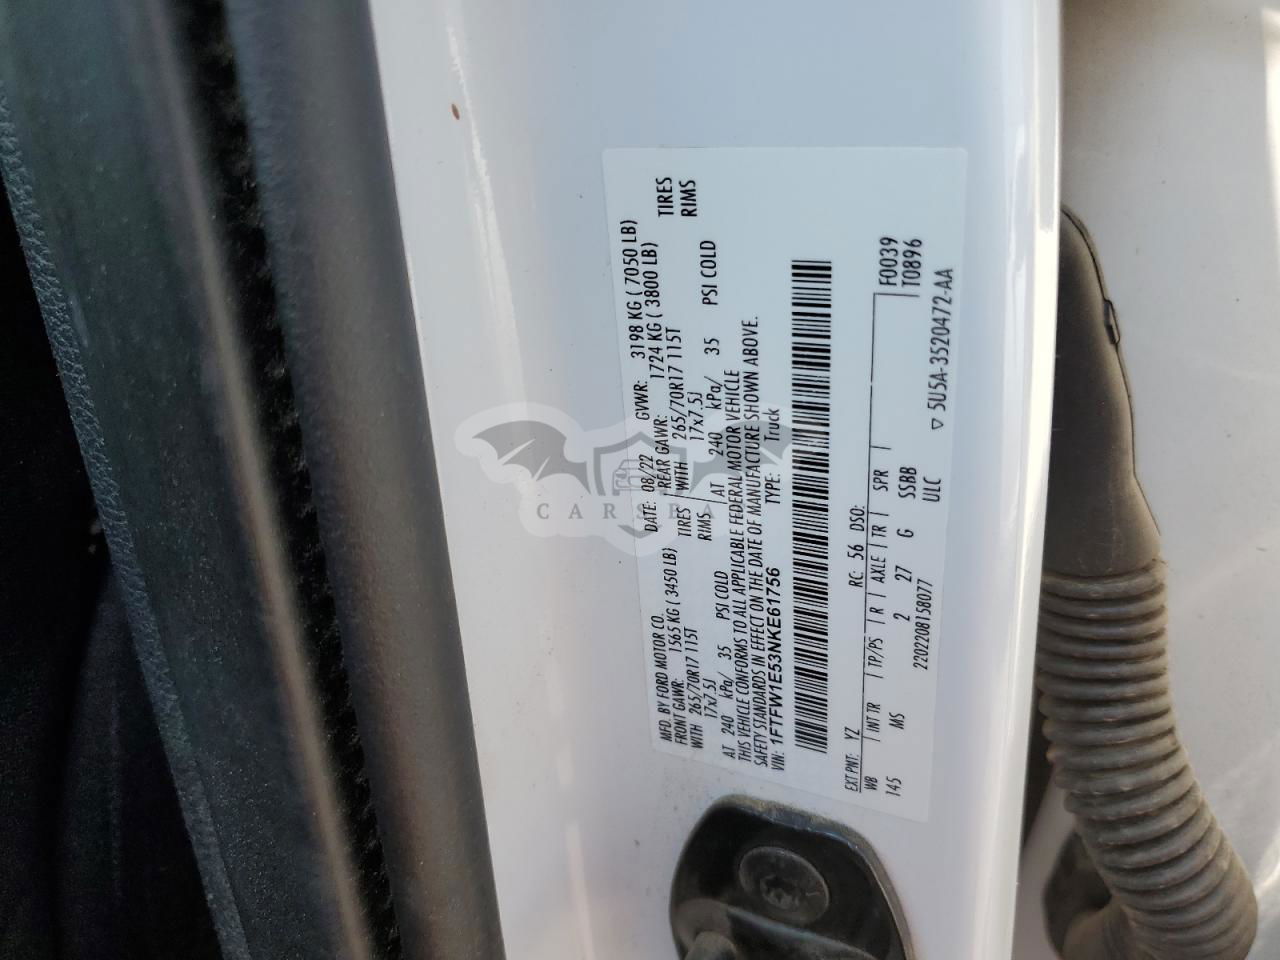 MFD. BY FORD MOTOR CO. DATE: 08/22 GVWR: 3198 KG ( 7050 LB)
FRONT GAWR: 1565 KG ( 3450 LB) REAR GAWR: 1724 KG ( 3800 LB)
WITH 265/70R17 115T TIRES WITH 265/70R17 115T TIRES
17x7.5J RIMS 17x7.5J RIMS
AT 240 kPa/ 35 PSI COLD AT 240 kPa/ 35 PSI COLD
THIS VEHICLE CONFORMS TO ALL APPLICABLE FEDERAL MOTOR VEHICLE
SAFETY STANDARDS IN EFFECT ON THE DATE OF MANUFACTURE SHOWN ABOVE.
VIN: 1FTFW1E53NKE61756 TYPE: Truck
EXT PNT: YZ RC: 56 DSO:
WB INT TR TP/PS R AXLE TR SPR F0039
145 MS 2 27 G SSBB T0896
2202208158077 ULC
▽ 5U5A-3520472-AA